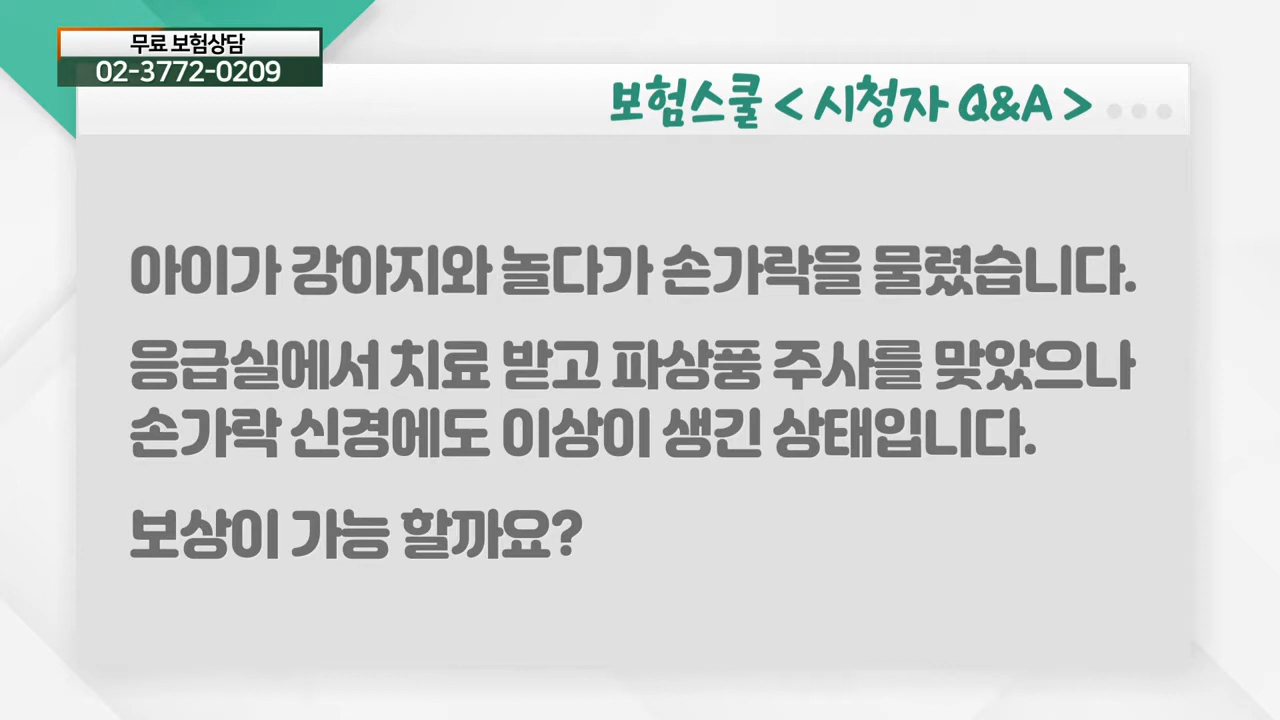 무료 보험상담
02-3772-0209
보험스쿨 < 시청자 Q&A >
아이가 강아지와 놀다가 손가락을 물렸습니다.
응급실에서 치료 받고 파상풍 주사를 맞았으나
손가락 신경에도 이상이 생긴 상태입니다.
보상이 가능 할까요?